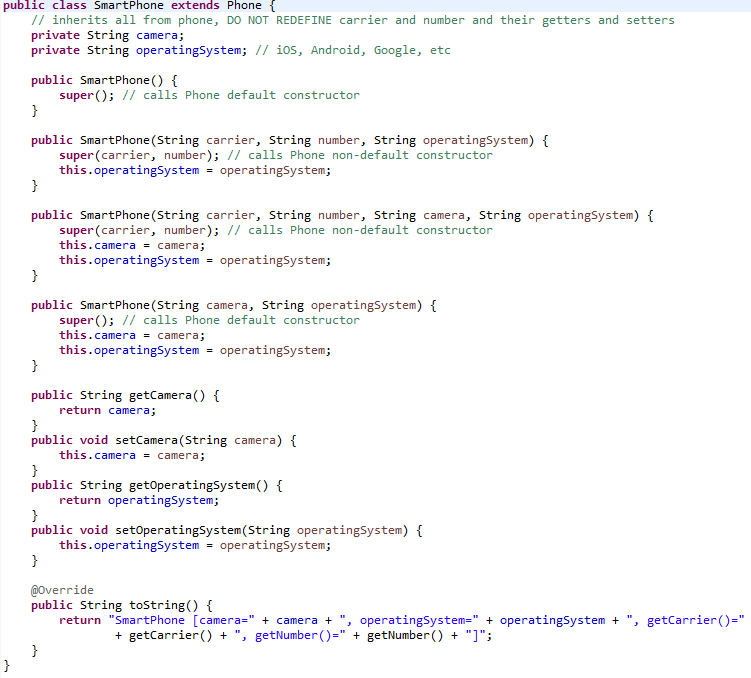 public class SmartPhone extends Phone {
// inherits all from phone, DO NOT REDEFINE carrier and number and their getters and setters
private String camera;
private String operatingSystem; // iOS, Android, Google, etc
public SmartPhone() {
super(); // calls Phone default constructor
}
public SmartPhone(String carrier, String number, String operatingSystem) {
super(carrier, number); // calls Phone non-default constructor
this.operatingSystem = operatingSystem;
}
public SmartPhone(String carrier, String number, String camera, String operatingSystem) {
super(carrier, number); // calls Phone non-default constructor
this.camera = camera;
this.operatingSystem = operatingSystem;
}
public SmartPhone(String camera, String operatingSystem) {
super(); // calls Phone default constructor
this.camera = camera;
this.operatingSystem = operatingSystem;
}
public String getCamera() {
return camera;
}
public void setCamera(String camera) {
this.camera = camera;
}
public String getOperatingSystem() {
return operatingSystem;
}
public void setOperatingSystem(String operatingSystem) {
this.operatingSystem = operatingSystem;
}
@Override
public String toString() {
return "SmartPhone [camera=" + camera + ", operatingSystem=" + operatingSystem + ", getCarrier()="
+ getCarrier() + ", getNumber()=" + getNumber() + "]";
}
}